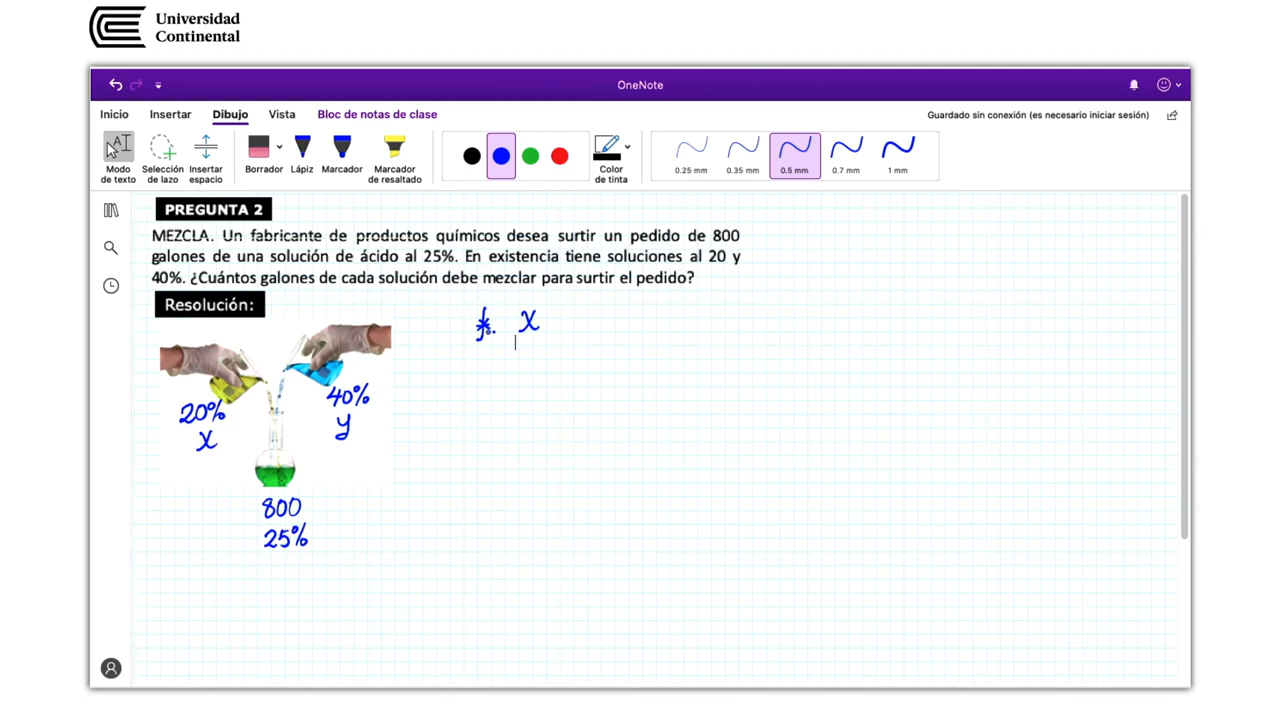 Universidad
Continental
OneNote
Inicio
Insertar
Dibujo
Vista
Bloc de notas de clase
Guardado sin conexión (es necesario iniciar sesión)
Modo
de texto
Selección
de lazo
Insertar
espacio
Borrador
Lápiz
Marcador
Marcador
de resaltado
Color
de tinta
0.25 mm
0.35 mm
0.5 mm
0.7 mm
1 mm
PREGUNTA 2
MEZCLA. Un fabricante de productos químicos desea surtir un pedido de 800
galones de una solución de ácido al 25%. En existencia tiene soluciones al 20 y
40%. ¿Cuántos galones de cada solución debe mezclar para surtir el pedido?
Resolución:
x
20%
x
40%
y
800
25%